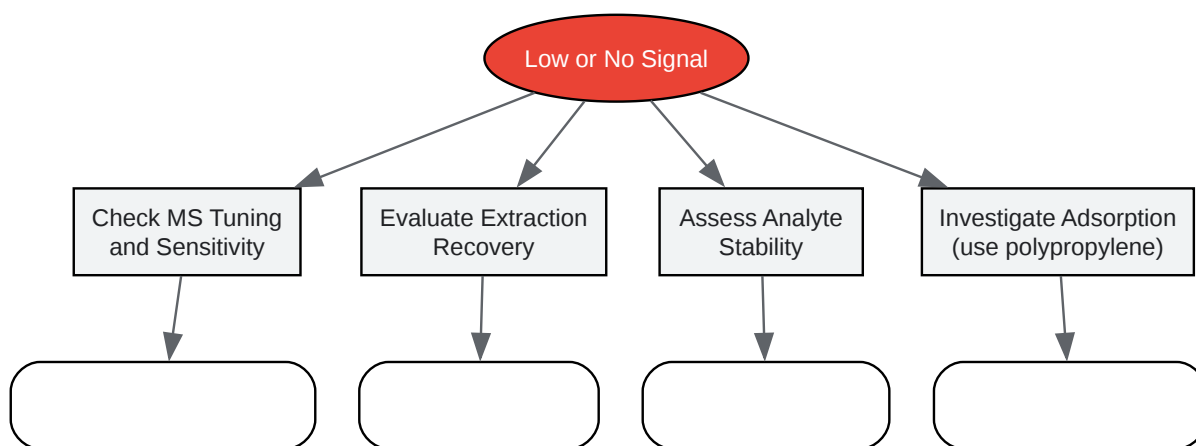 Low or No Signal
Check MS Tuning
and Sensitivity
Evaluate Extraction
Recovery
Assess Analyte
Stability
Investigate Adsorption
(use polypropylene)